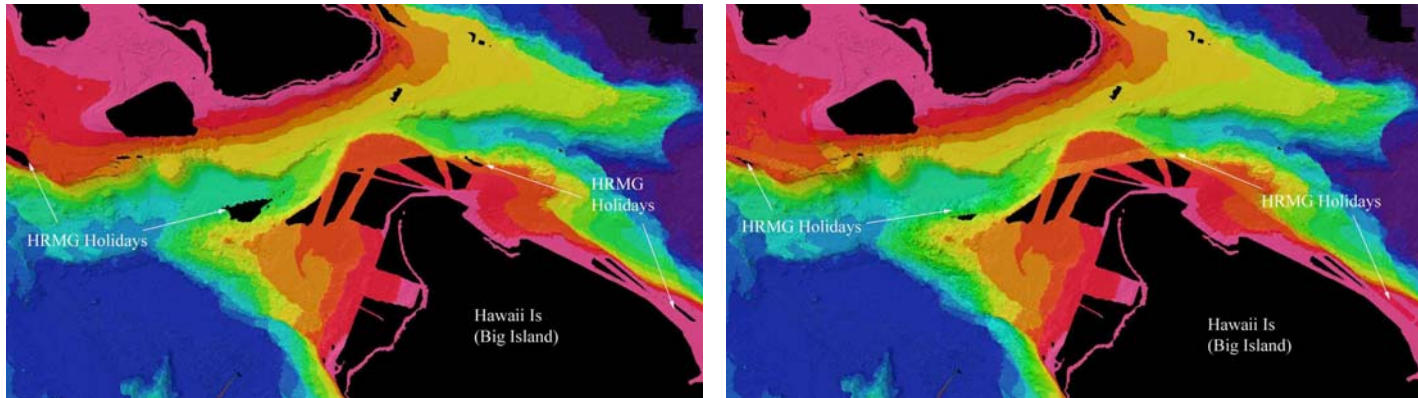 HRMG
Holidays
HRMG Holidays
Hawaii Is
(Big Island)
HRMG Holidays
HRMG Holidays
Hawaii Is
(Big Island)